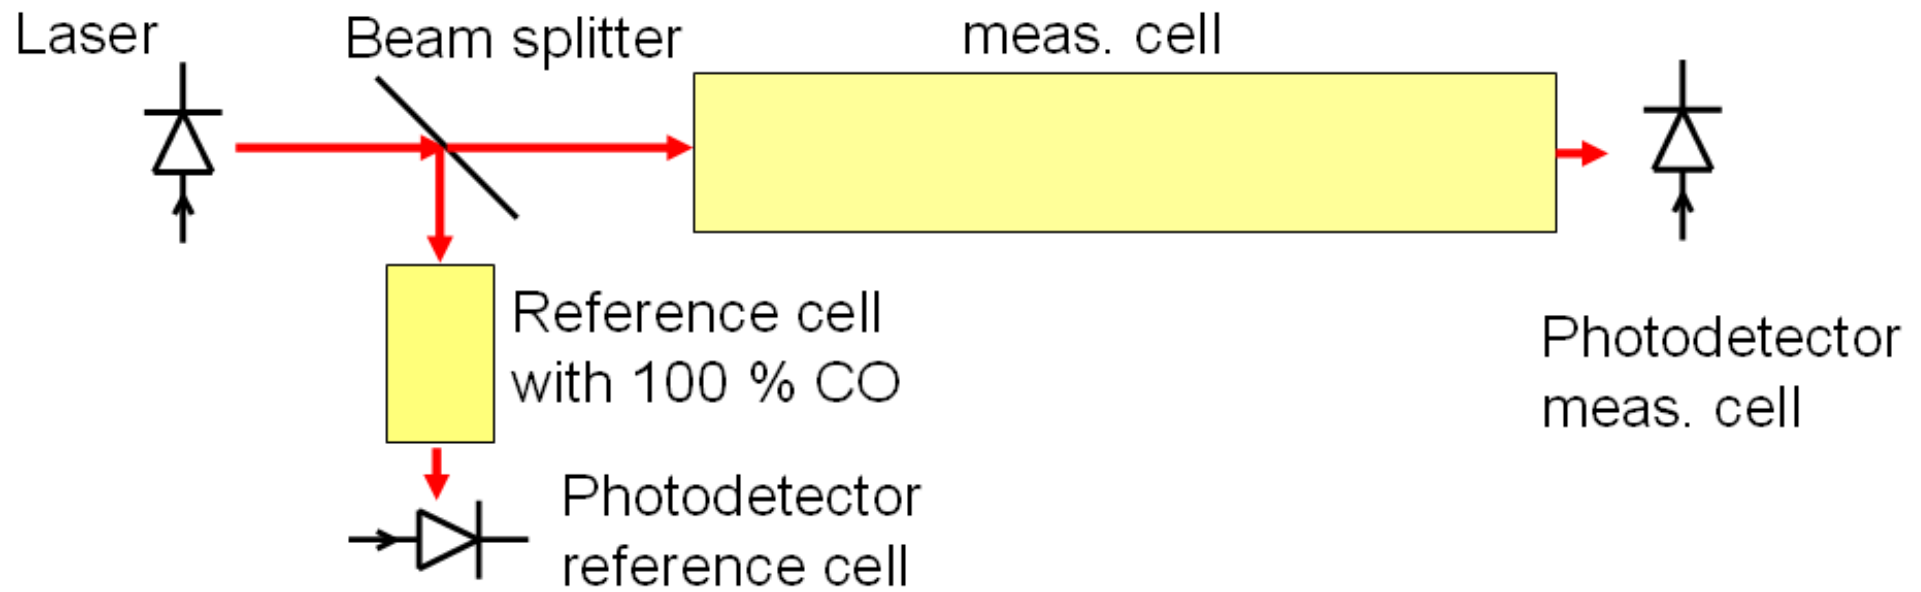 Laser
Beam splitter
meas. cell
Reference cell
with 100 % CO
Photodetector
meas. cell
Photodetector
reference cell